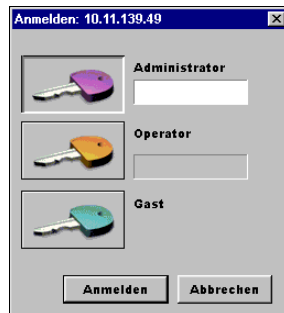 Anmelden: 10.11.139.49
Administrator
Operator
Gast
Anmelden Abbrechen